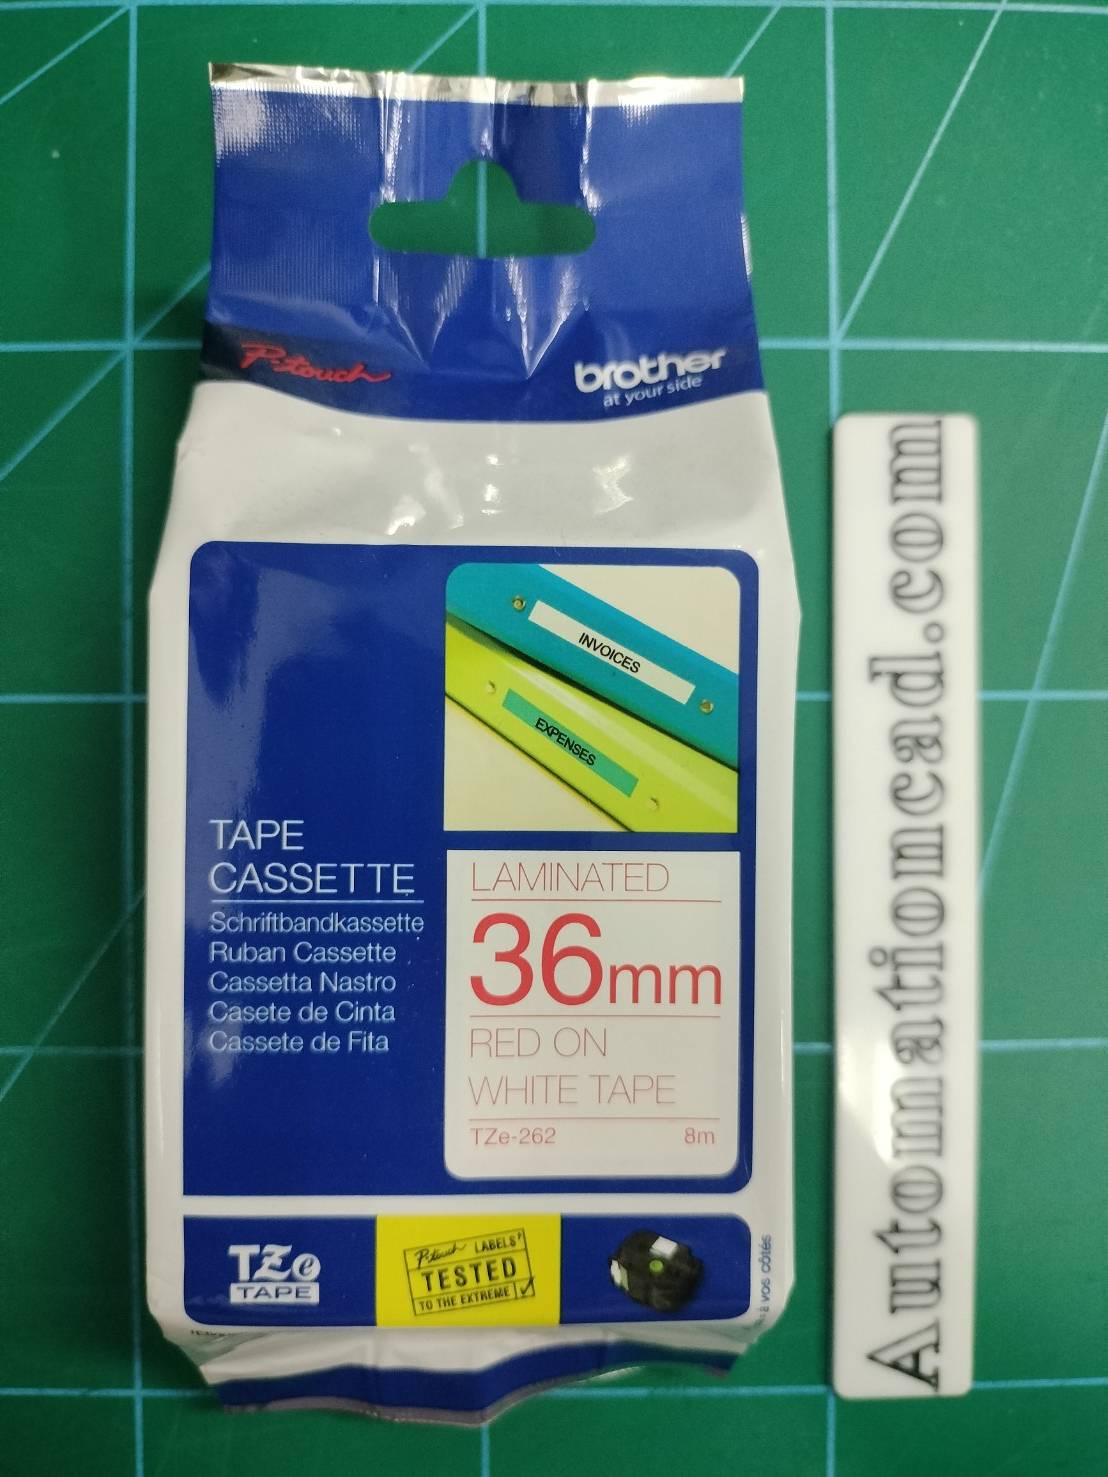 P-touch
brother
at your side
INVOICES
EXPENSES
TAPE
CASSETTE
Schriftbandkassette
Ruban Cassette
Cassetta Nastro
Casete de Cinta
Cassete de Fita
LAMINATED
36mm
RED ON
WHITE TAPE
TZe-262 8m
TZe
TAPE
P-touch LABELS
TESTED
TO THE EXTREME
à vos côtés
Automationcad.com